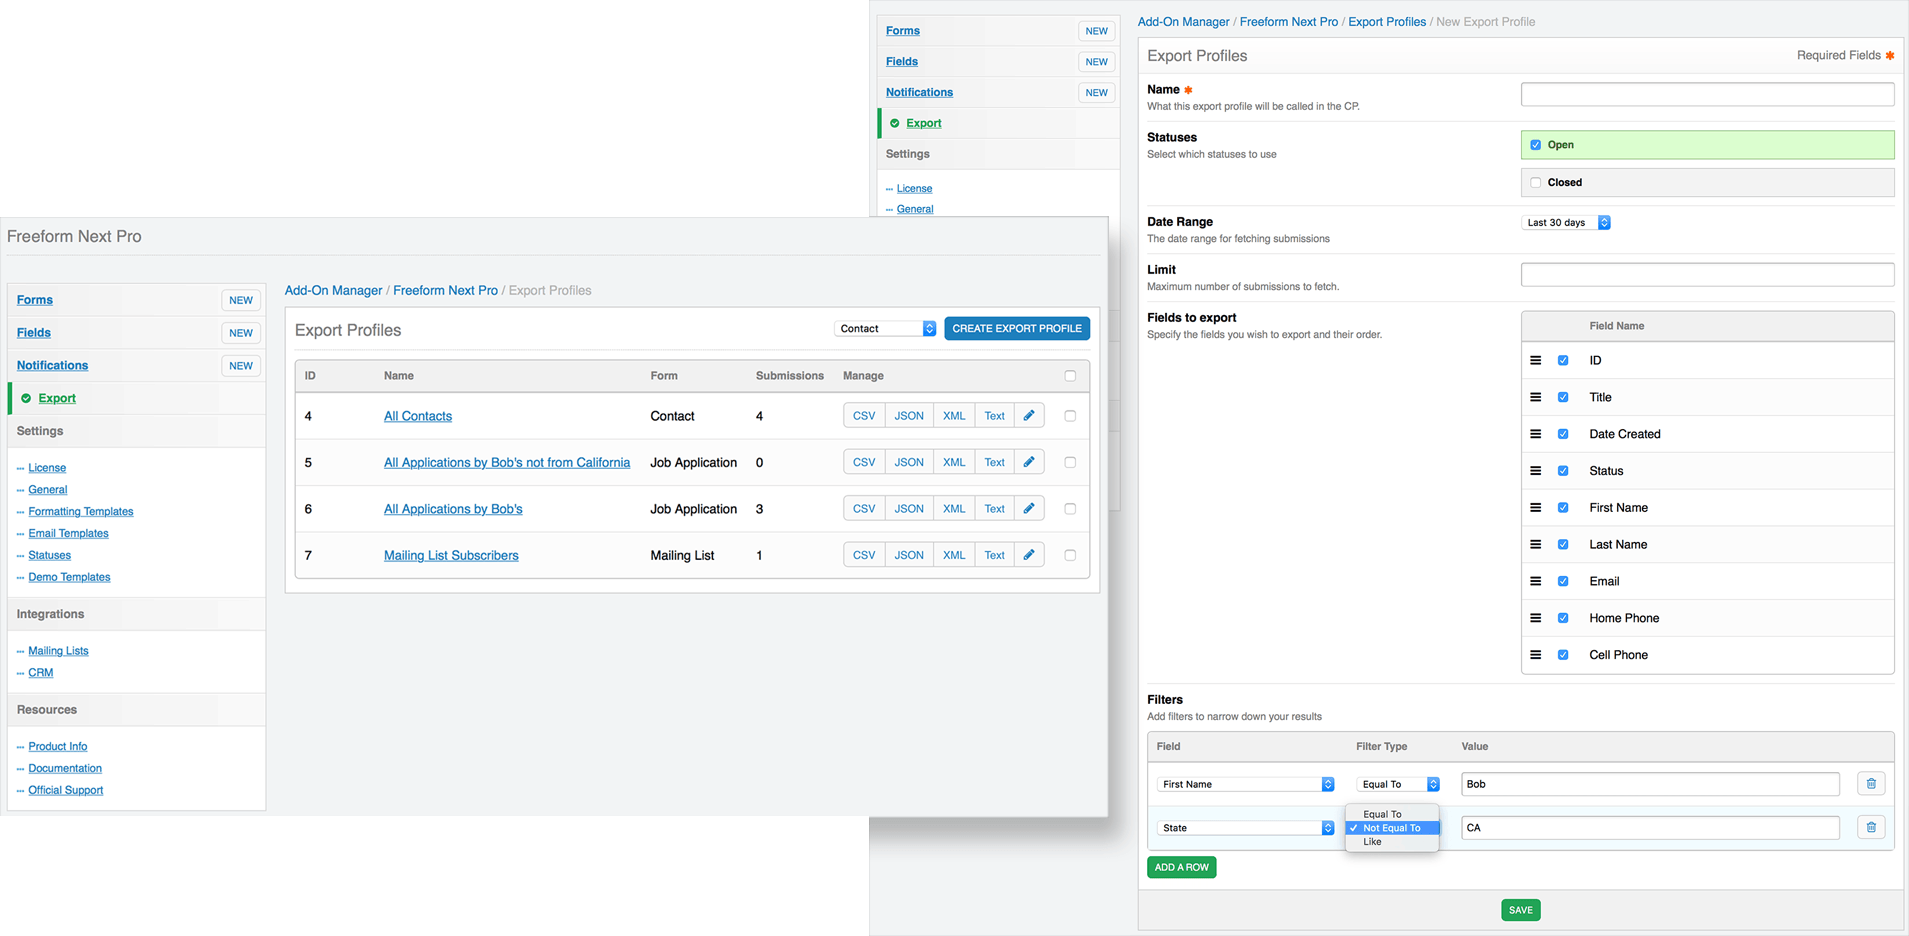 Forms NEW
Fields NEW
Notifications NEW
Export
Settings
License
General
Add-On Manager / Freeform Next Pro / Export Profiles / New Export Profile
Export Profiles Required Fields *
Name *
What this export profile will be called in the CP.
Statuses
Select which statuses to use
Open
Closed
Date Range
The date range for fetching submissions
Last 30 days
Limit
Maximum number of submissions to fetch.
Fields to export
Specify the fields you wish to export and their order.
Field Name
ID
Title
Date Created
Status
First Name
Last Name
Email
Home Phone
Cell Phone
Filters
Add filters to narrow down your results
Field Filter Type Value
First Name Equal To Bob
Equal To
State Not Equal To CA
Like
ADD A ROW
SAVE
Freeform Next Pro
Forms NEW
Fields NEW
Notifications NEW
Export
Settings
License
General
Formatting Templates
Email Templates
Statuses
Demo Templates
Integrations
Mailing Lists
CRM
Resources
Product Info
Documentation
Official Support
Add-On Manager / Freeform Next Pro / Export Profiles
Export Profiles Contact CREATE EXPORT PROFILE
ID Name Form Submissions Manage
4 All Contacts Contact 4 CSV JSON XML Text
5 All Applications by Bob's not from California Job Application 0 CSV JSON XML Text
6 All Applications by Bob's Job Application 3 CSV JSON XML Text
7 Mailing List Subscribers Mailing List 1 CSV JSON XML Text